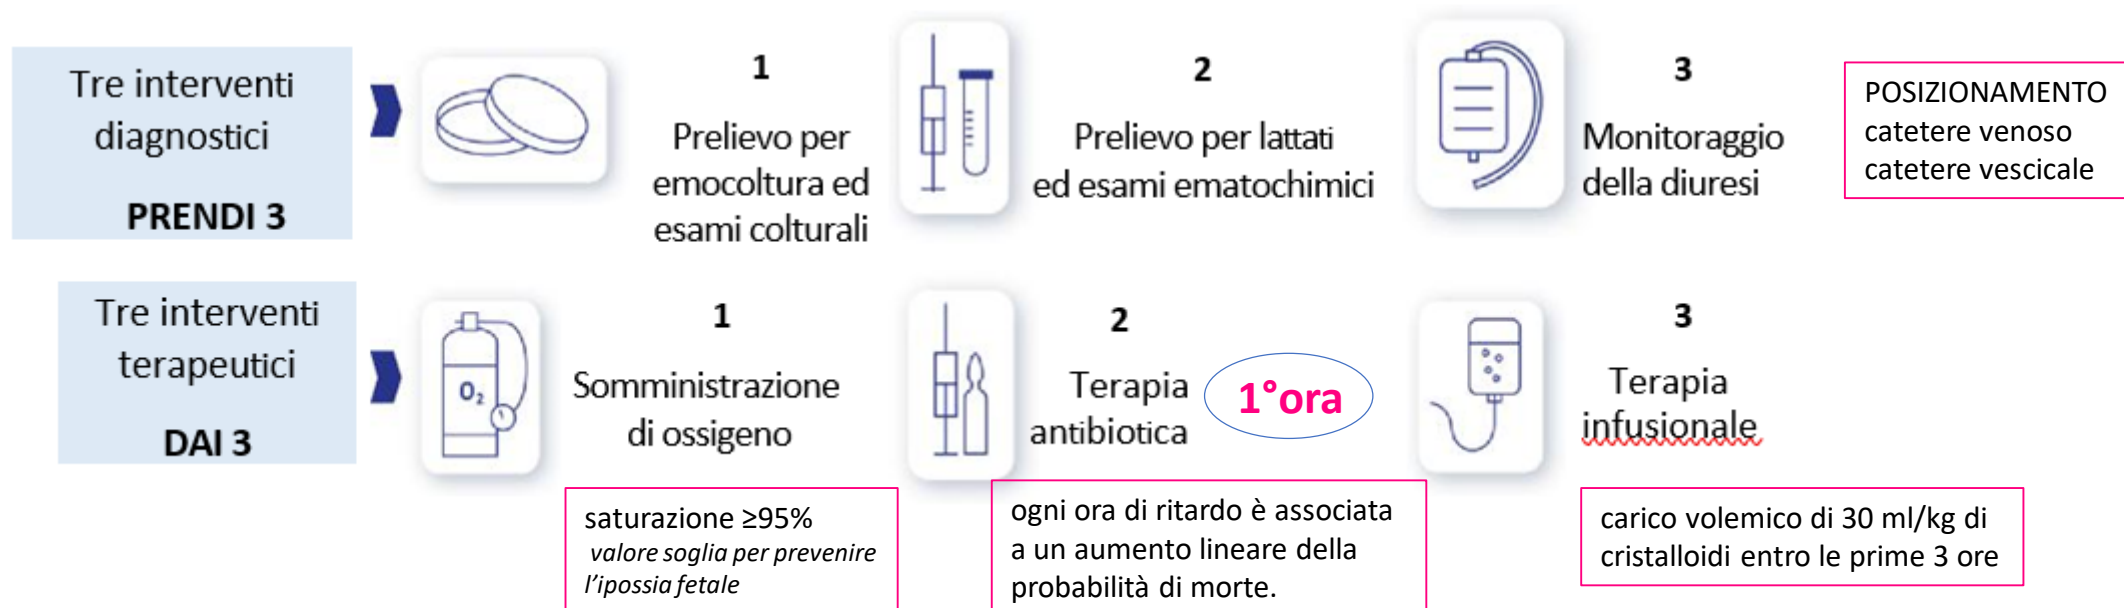 Tre interventi
diagnostici
PRENDI 3
1
Prelievo per
emocoltura ed
esami colturali
2
Prelievo per lattati
ed esami ematochimici
3
Monitoraggio
della diuresi
POSIZIONAMENTO
catetere venoso
catetere vescicale
Tre interventi
terapeutici
DAI 3
O₂
1
Somministrazione
di ossigeno
saturazione ≥95%
valore soglia per prevenire
l'ipossia fetale
2
Terapia
antibiotica
1°ora
ogni ora di ritardo è associata
a un aumento lineare della
probabilità di morte.
3
Terapia
infusionale
carico volemico di 30 ml/kg di
cristalloidi entro le prime 3 ore